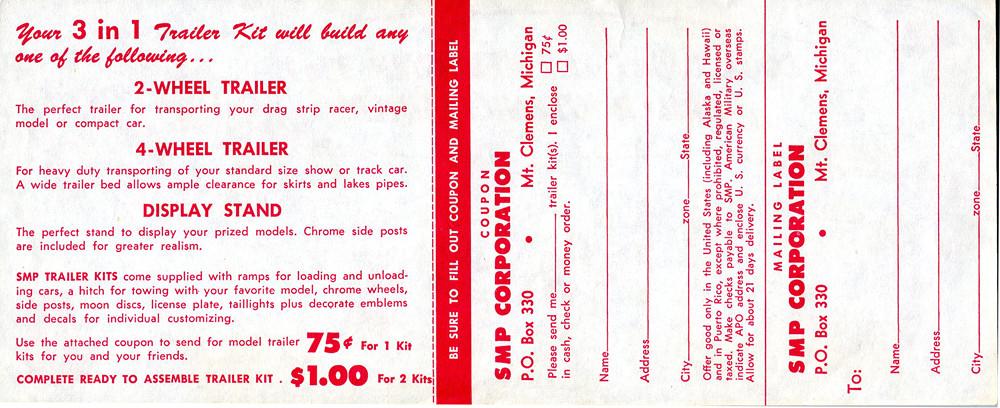 Your 3 in 1 Trailer Kit will build any
one of the following...
2-WHEEL TRAILER
The perfect trailer for transporting your drag strip racer, vintage
model or compact car.
4-WHEEL TRAILER
For heavy duty transporting of your standard size show or track car.
A wide trailer bed allows ample clearance for skirts and lakes pipes.
DISPLAY STAND
The perfect stand to display your prized models. Chrome side posts
are included for greater realism.
SMP TRAILER KITS come supplied with ramps for loading and unload-
ing cars, a hitch for towing with your favorite model, chrome wheels,
side posts, moon discs, license plate, taillights plus decorate emblems
and decals for individual customizing.
Use the attached coupon to send for model trailer
kits for you and your friends.
75¢ For 1 Kit
COMPLETE READY TO ASSEMBLE TRAILER KIT . $1.00 For 2 Kits
BE SURE TO FILL OUT COUPON AND MAILING LABEL
COUPON
SMP CORPORATION
P.O. Box 330 • Mt. Clemens, Michigan
Please send me____ trailer kit(s). I enclose □ 75¢
in cash, check or money order. □ $1.00
Name
Address
City zone State
Offer good only in the United States (including Alaska and Hawaii)
and in Puerto Rico, except where prohibited, regulated, licensed or
taxed. Make checks payable to SMP. American Military overseas
indicate APO address and enclose U. S. currency or U. S. stamps.
Allow for about 21 days delivery.
MAILING LABEL
SMP CORPORATION
P.O. Box 330 • Mt. Clemens, Michigan
To:
Name
Address
City zone State